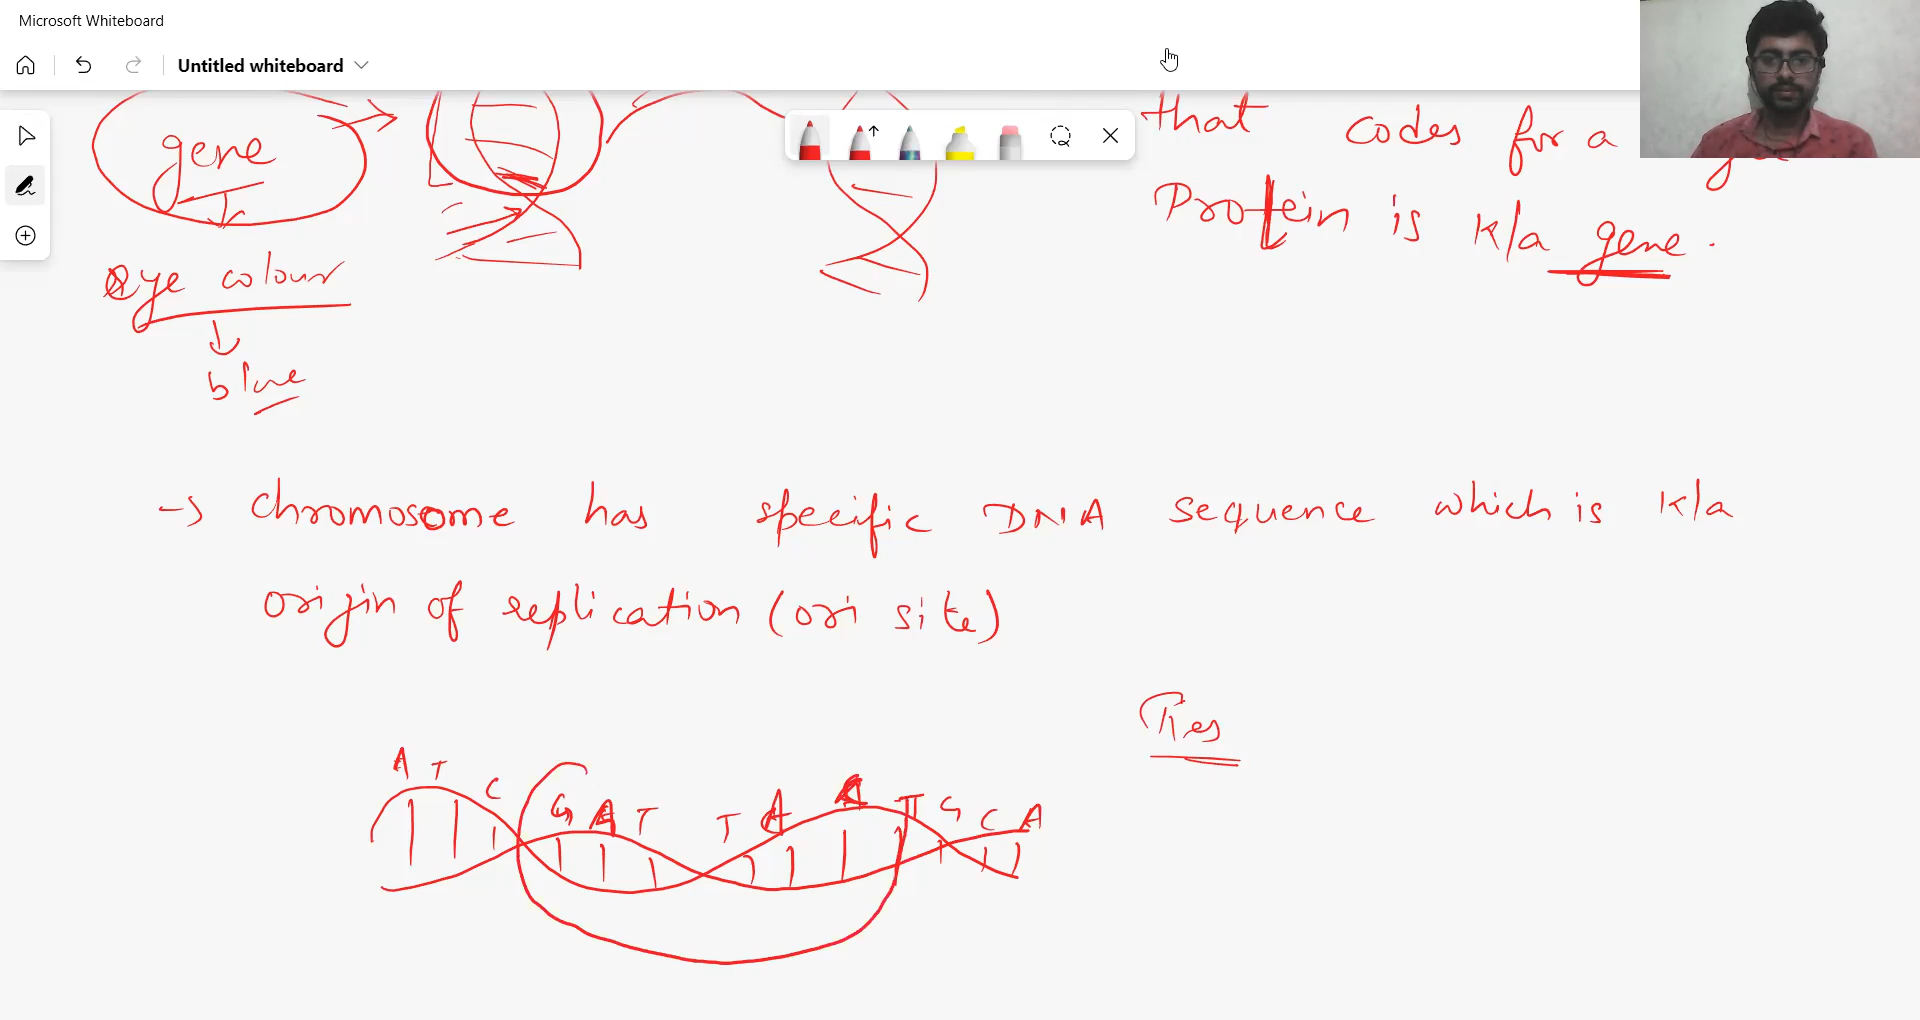 Microsoft Whiteboard
Untitled whiteboard
gene
that codes for a
Protein is k/a gene.
eye colour
blue
→ chromosome has specific DNA sequence which is k/a
origin of replication (ori site)
A T C G A T T A A T G C A